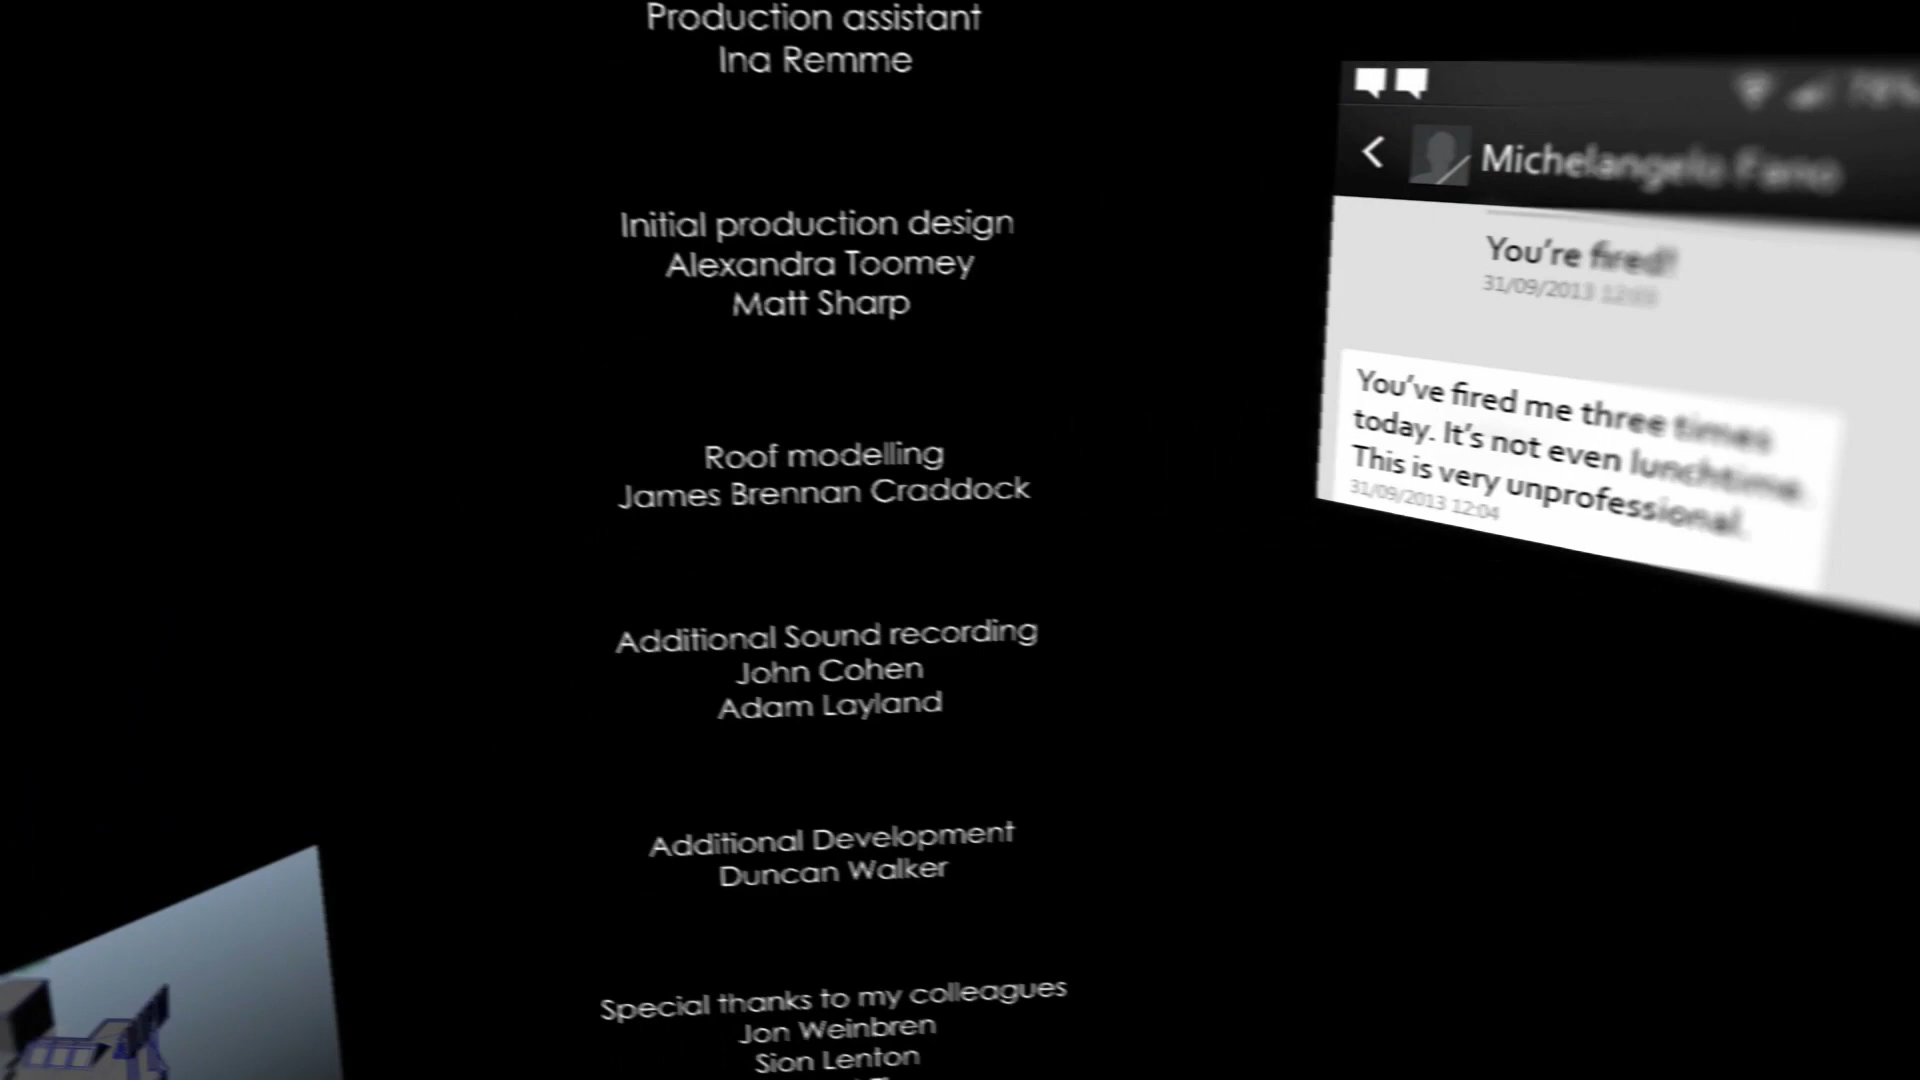 Production assistant
Ina Remme
Initial production design
Alexandra Toomey
Matt Sharp
Roof modelling
James Brennan Craddock
Additional Sound recording
John Cohen
Adam Layland
Additional Development
Duncan Walker
Special thanks to my colleagues
Jon Weinbren
Sion Lenton
Michelangelo Fano
You're fired!
31/09/2013 12:03
You've fired me three times
today. It's not even lunchtime.
This is very unprofessional.
31/09/2013 12:04